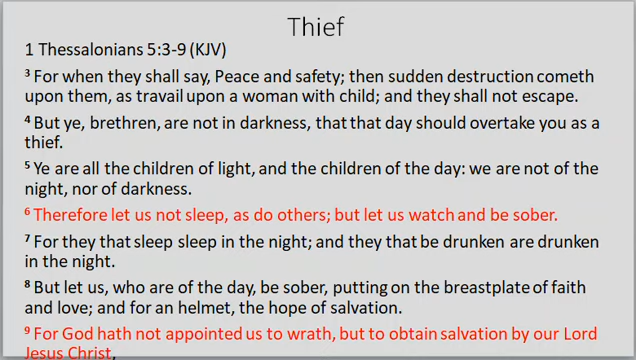 Thief
1 Thessalonians 5:3-9 (KJV)
³ For when they shall say, Peace and safety; then sudden destruction cometh
upon them, as travail upon a woman with child; and they shall not escape.
⁴ But ye, brethren, are not in darkness, that that day should overtake you as a
thief.
⁵ Ye are all the children of light, and the children of the day: we are not of the
night, nor of darkness.
⁶ Therefore let us not sleep, as do others; but let us watch and be sober.
⁷ For they that sleep sleep in the night; and they that be drunken are drunken
in the night.
⁸ But let us, who are of the day, be sober, putting on the breastplate of faith
and love; and for an helmet, the hope of salvation.
⁹ For God hath not appointed us to wrath, but to obtain salvation by our Lord
Jesus Christ,